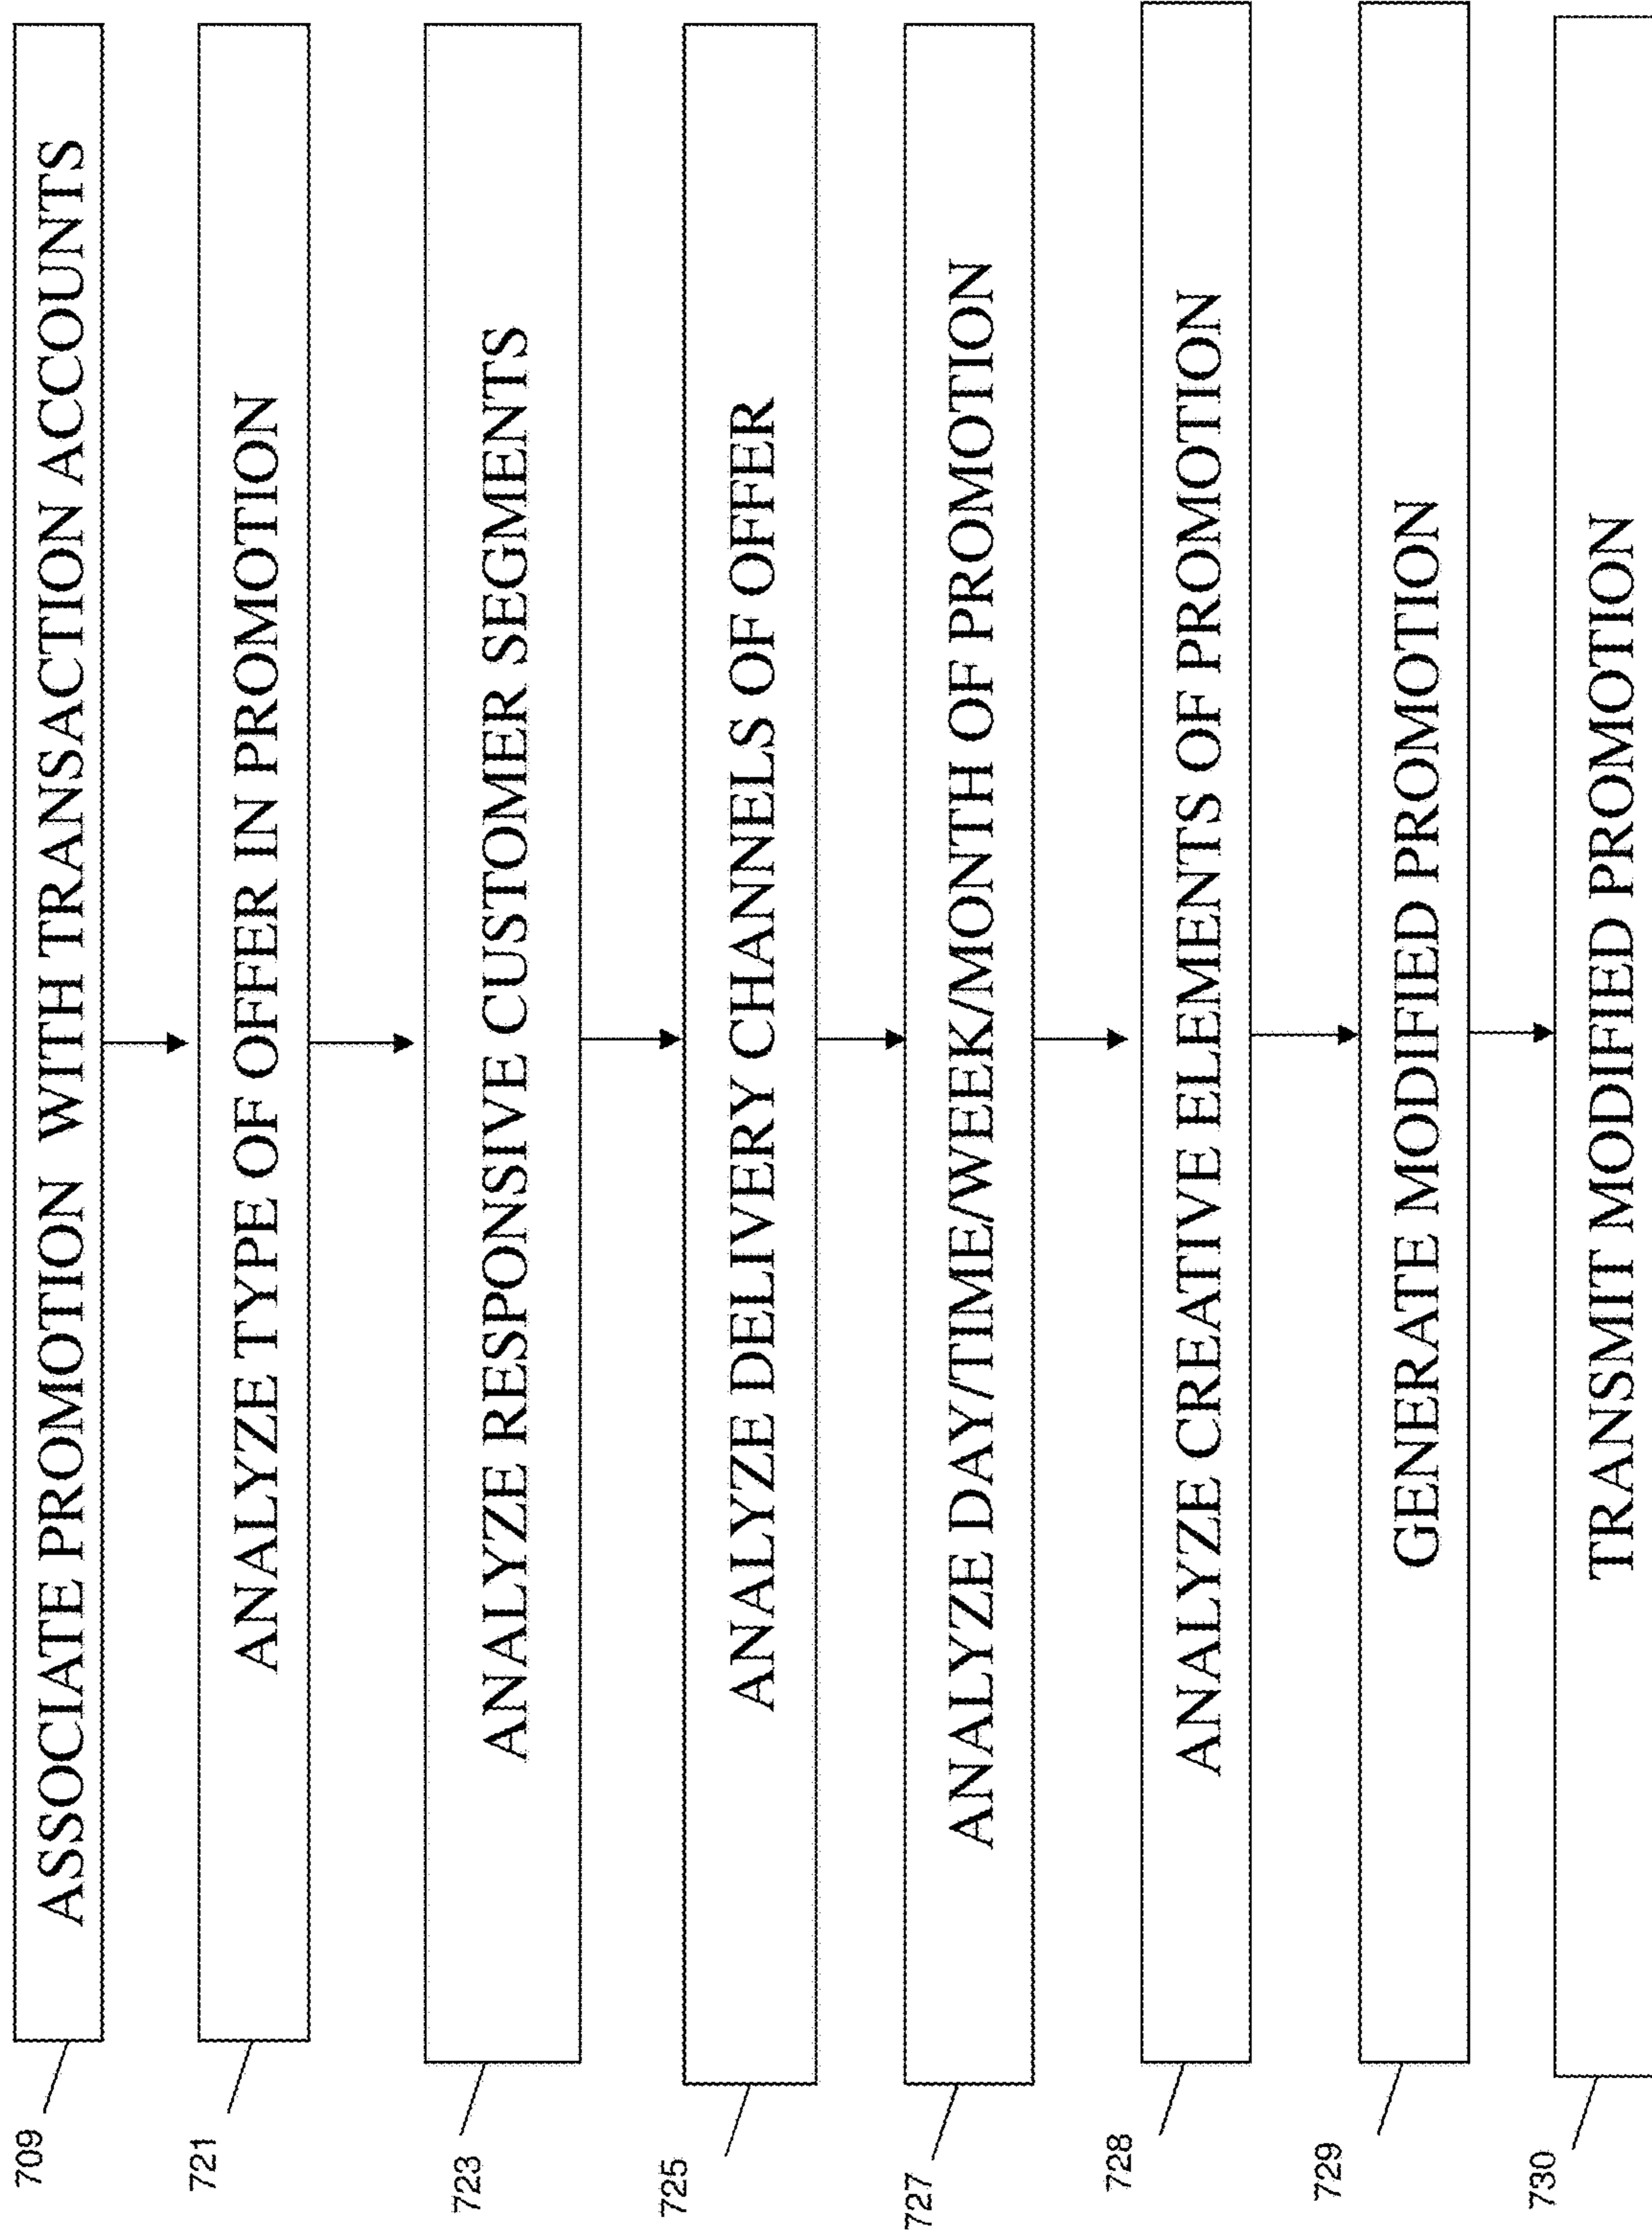 709
ASSOCIATE PROMOTION WITH TRANSACTION ACCOUNTS
721
ANALYZE TYPE OF OFFER IN PROMOTION
723
ANALYZE RESPONSIVE CUSTOMER SEGMENTS
725
ANALYZE DELIVERY CHANNELS OF OFFER
727
ANALYZE DAY/TIME/WEEK/MONTH OF PROMOTION
728
ANALYZE CREATIVE ELEMENTS OF PROMOTION
729
GENERATE MODIFIED PROMOTION
730
TRANSMIT MODIFIED PROMOTION